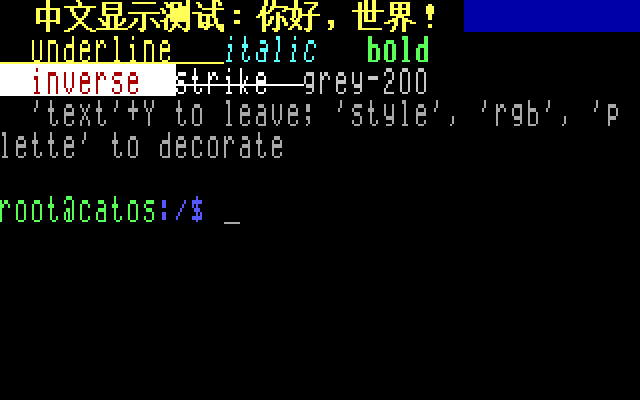 中文显示测试：你好，世界！
underline italic bold
inverse strike grey-200
'text'+Y to leave; 'style', 'rgb', 'p
lette' to decorate
root@catos:/$ _